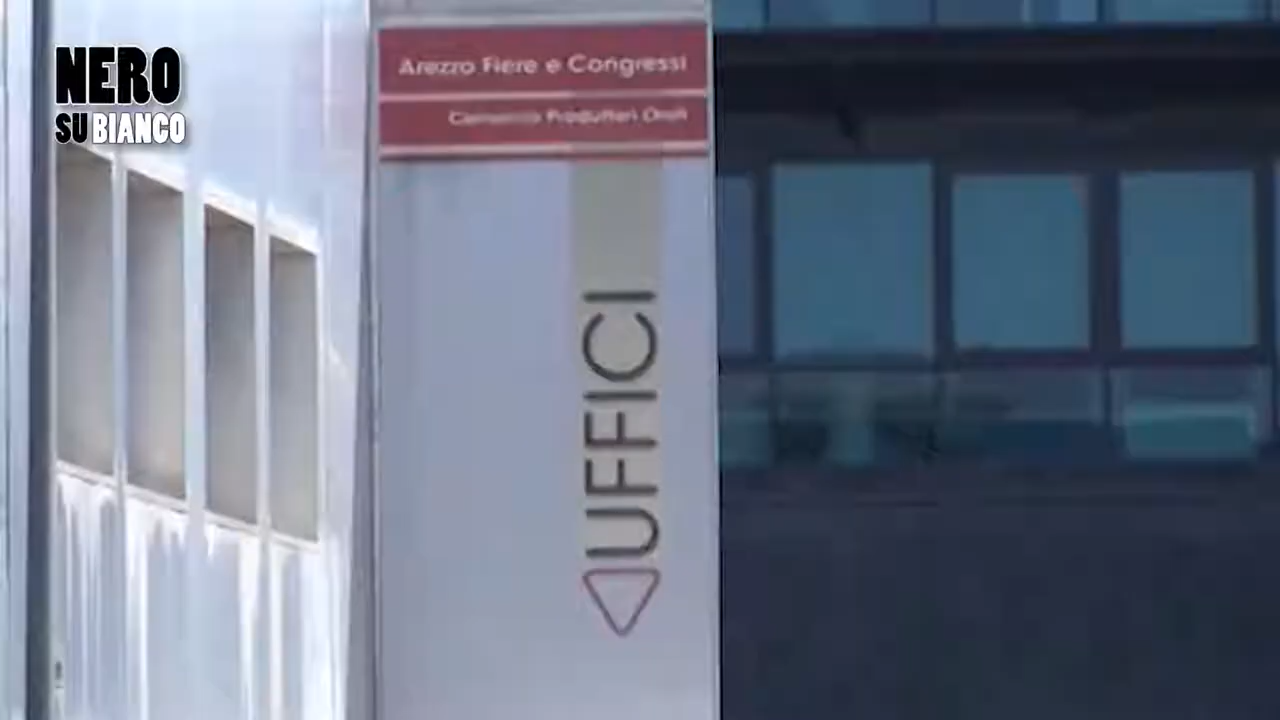 NERO
SU BIANCO
Arezzo Fiere e Congressi
Consorzio Produttori Orafi
UFFICI